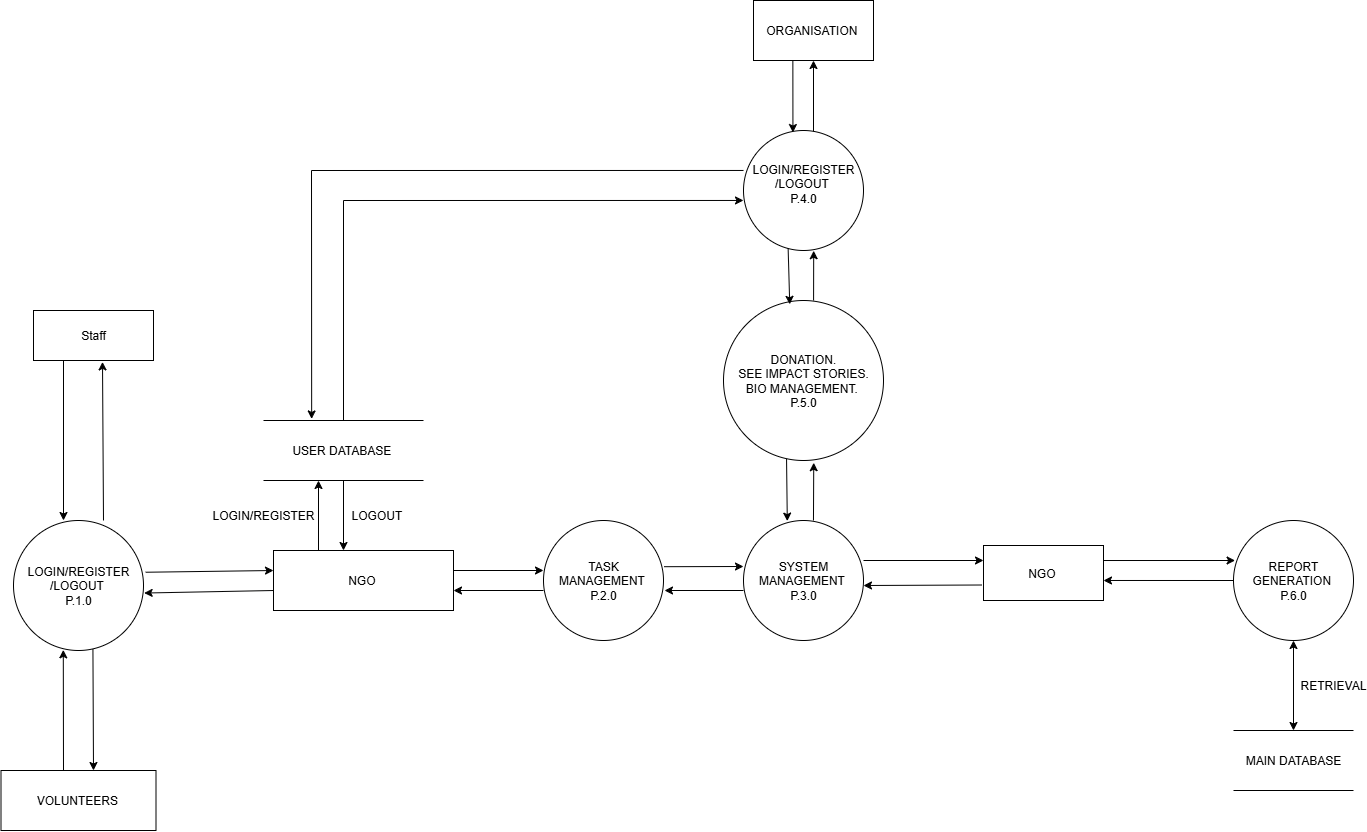 ORGANISATION
LOGIN/REGISTER
/LOGOUT
P.4.0
Staff
DONATION.
SEE IMPACT STORIES.
BIO MANAGEMENT.
P.5.0
USER DATABASE
LOGIN/REGISTER
LOGOUT
LOGIN/REGISTER
/LOGOUT
P.1.0
NGO
TASK
MANAGEMENT
P.2.0
SYSTEM
MANAGEMENT
P.3.0
NGO
REPORT
GENERATION
P.6.0
RETRIEVAL
MAIN DATABASE
VOLUNTEERS